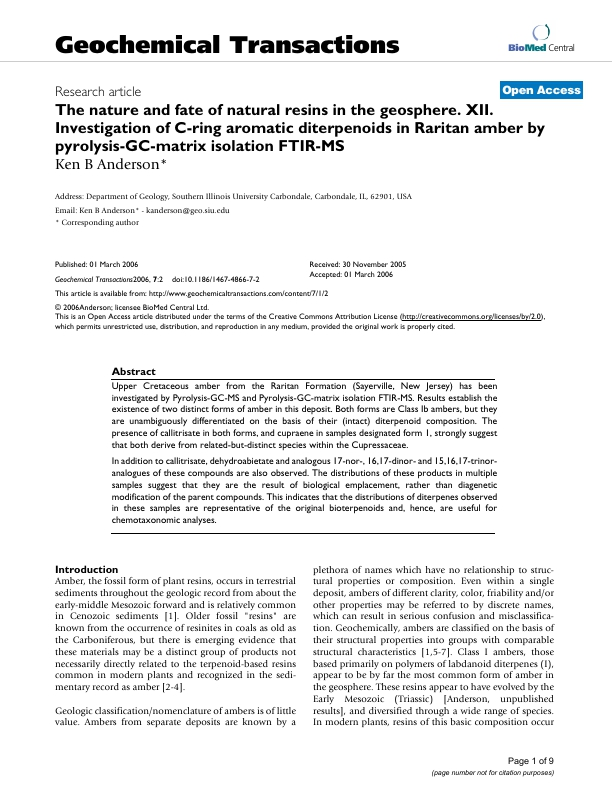 Geochemical Transactions
BioMed Central
Research article
Open Access
The nature and fate of natural resins in the geosphere. XII.
Investigation of C-ring aromatic diterpenoids in Raritan amber by
pyrolysis-GC-matrix isolation FTIR-MS
Ken B Anderson*
Address: Department of Geology, Southern Illinois University Carbondale, Carbondale, IL, 62901, USA
Email: Ken B Anderson* - kanderson@geo.siu.edu
* Corresponding author
Published: 01 March 2006
Geochemical Transactions2006, 7:2 doi:10.1186/1467-4866-7-2
Received: 30 November 2005
Accepted: 01 March 2006
This article is available from: http://www.geochemicaltransactions.com/content/7/1/2
© 2006Anderson; licensee BioMed Central Ltd.
This is an Open Access article distributed under the terms of the Creative Commons Attribution License (http://creativecommons.org/licenses/by/2.0),
which permits unrestricted use, distribution, and reproduction in any medium, provided the original work is properly cited.
Abstract
Upper Cretaceous amber from the Raritan Formation (Sayerville, New Jersey) has been
investigated by Pyrolysis-GC-MS and Pyrolysis-GC-matrix isolation FTIR-MS. Results establish the
existence of two distinct forms of amber in this deposit. Both forms are Class Ib ambers, but they
are unambiguously differentiated on the basis of their (intact) diterpenoid composition. The
presence of callitrisate in both forms, and cupraene in samples designated form 1, strongly suggest
that both derive from related-but-distinct species within the Cupressaceae.
In addition to callitrisate, dehydroabietate and analogous 17-nor-, 16,17-dinor- and 15,16,17-trinor-
analogues of these compounds are also observed. The distributions of these products in multiple
samples suggest that they are the result of biological emplacement, rather than diagenetic
modification of the parent compounds. This indicates that the distributions of diterpenes observed
in these samples are representative of the original bioterpenoids and, hence, are useful for
chemotaxonomic analyses.
Introduction
Amber, the fossil form of plant resins, occurs in terrestrial
sediments throughout the geologic record from about the
early-middle Mesozoic forward and is relatively common
in Cenozoic sediments [1]. Older fossil "resins" are
known from the occurrence of resinites in coals as old as
the Carboniferous, but there is emerging evidence that
these materials may be a distinct group of products not
necessarily directly related to the terpenoid-based resins
common in modern plants and recognized in the sedi-
mentary record as amber [2-4].
Geologic classification/nomenclature of ambers is of little
value. Ambers from separate deposits are known by a
plethora of names which have no relationship to struc-
tural properties or composition. Even within a single
deposit, ambers of different clarity, color, friability and/or
other properties may be referred to by discrete names,
which can result in serious confusion and misclassifica-
tion. Geochemically, ambers are classified on the basis of
their structural properties into groups with comparable
structural characteristics [1,5-7]. Class I ambers, those
based primarily on polymers of labdanoid diterpenes (I),
appear to be by far the most common form of amber in
the geosphere. These resins appear to have evolved by the
Early Mesozoic (Triassic) [Anderson, unpublished
results], and diversified through a wide range of species.
In modern plants, resins of this basic composition occur
Page 1 of 9
(page number not for citation purposes)